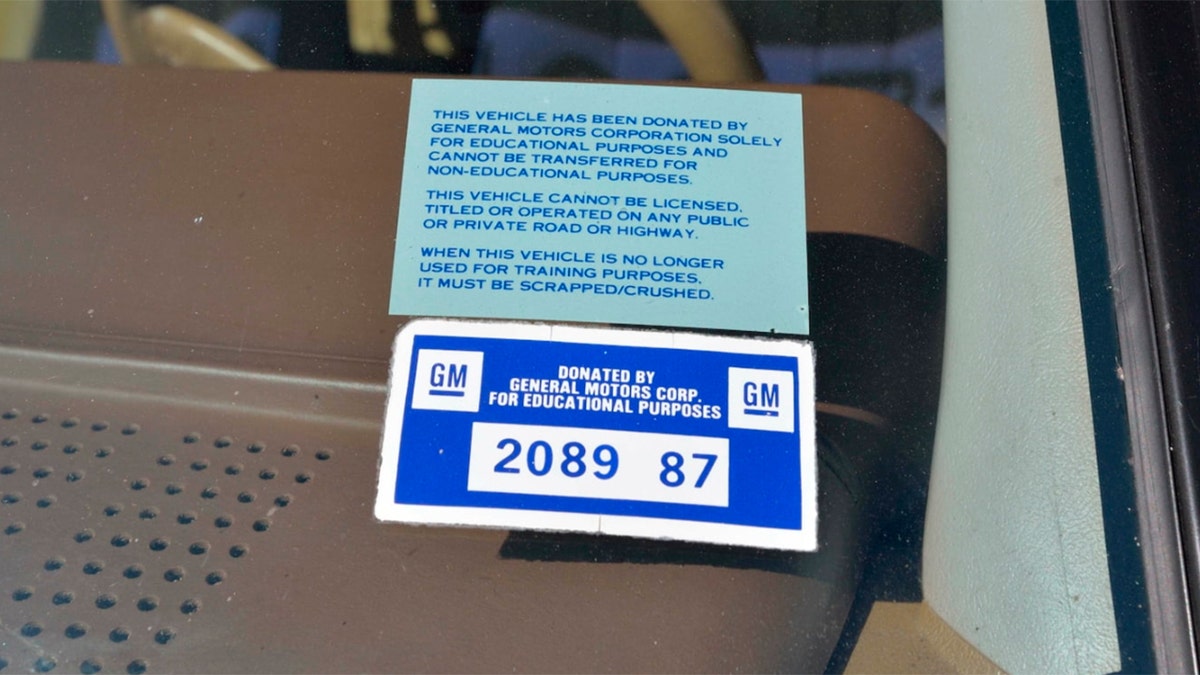 THIS VEHICLE HAS BEEN DONATED BY
GENERAL MOTORS CORPORATION SOLELY
FOR EDUCATIONAL PURPOSES AND
CANNOT BE TRANSFERRED FOR
NON-EDUCATIONAL PURPOSES.
THIS VEHICLE CANNOT BE LICENSED,
TITLED OR OPERATED ON ANY PUBLIC
OR PRIVATE ROAD OR HIGHWAY.
WHEN THIS VEHICLE IS NO LONGER
USED FOR TRAINING PURPOSES,
IT MUST BE SCRAPPED/CRUSHED.
GM
DONATED BY
GENERAL MOTORS CORP.
FOR EDUCATIONAL PURPOSES
GM
2089 87